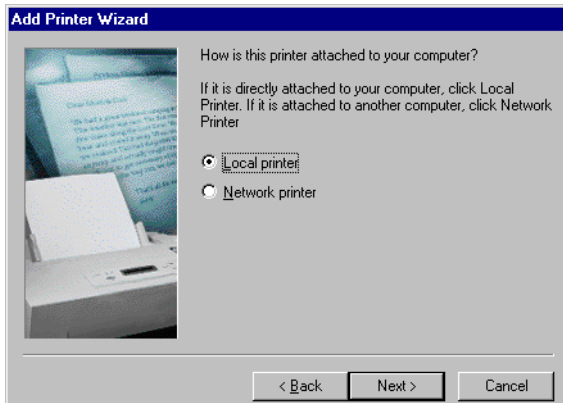 Add Printer Wizard
How is this printer attached to your computer?
If it is directly attached to your computer, click Local
Printer. If it is attached to another computer, click Network
Printer
Local printer
Network printer
< Back
Next >
Cancel